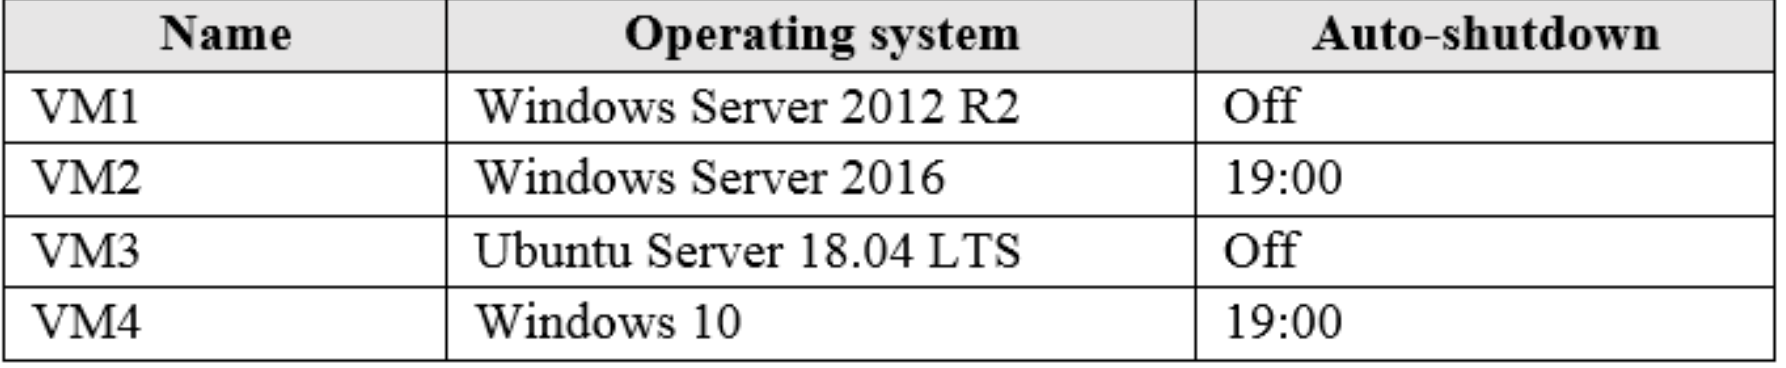 Name Operating system Auto-shutdown
VM1 Windows Server 2012 R2 Off
VM2 Windows Server 2016 19:00
VM3 Ubuntu Server 18.04 LTS Off
VM4 Windows 10 19:00